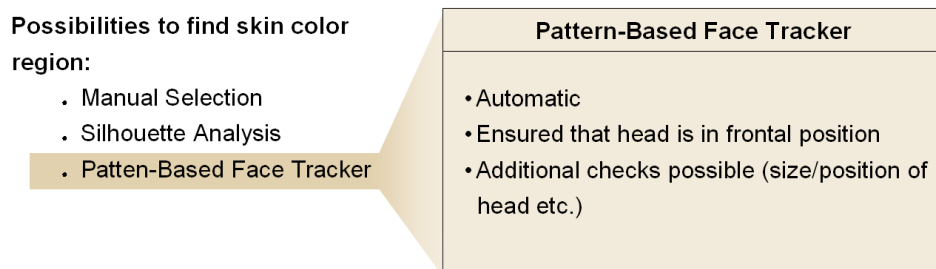 Possibilities to find skin color
region:
. Manual Selection
. Silhouette Analysis
. Patten-Based Face Tracker
Pattern-Based Face Tracker
• Automatic
• Ensured that head is in frontal position
• Additional checks possible (size/position of
head etc.)